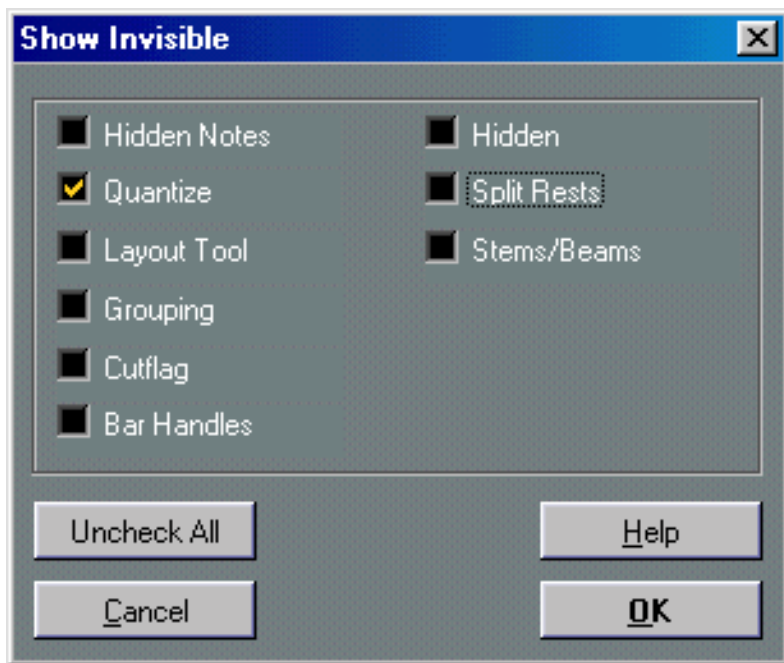 Show Invisible
Hidden Notes
Quantize
Layout Tool
Grouping
Cutflag
Bar Handles
Hidden
Split Rests
Stems/Beams
Uncheck All
Help
Cancel
OK